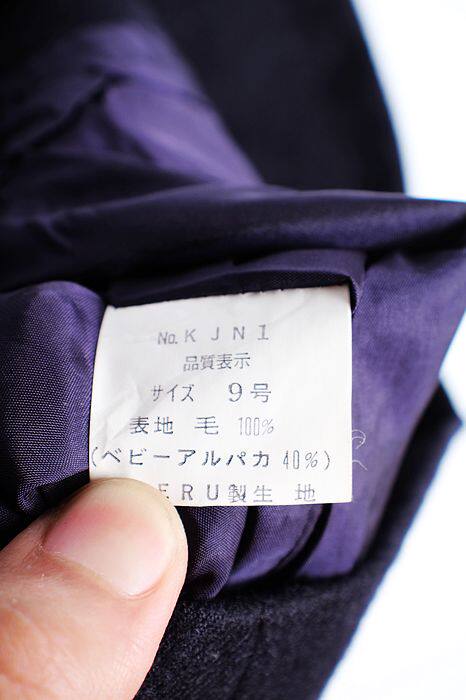 No. K J N 1
品質表示
サイズ 9号
表地 毛 100%
(ベビーアルパカ 40%)
ERU製生 地